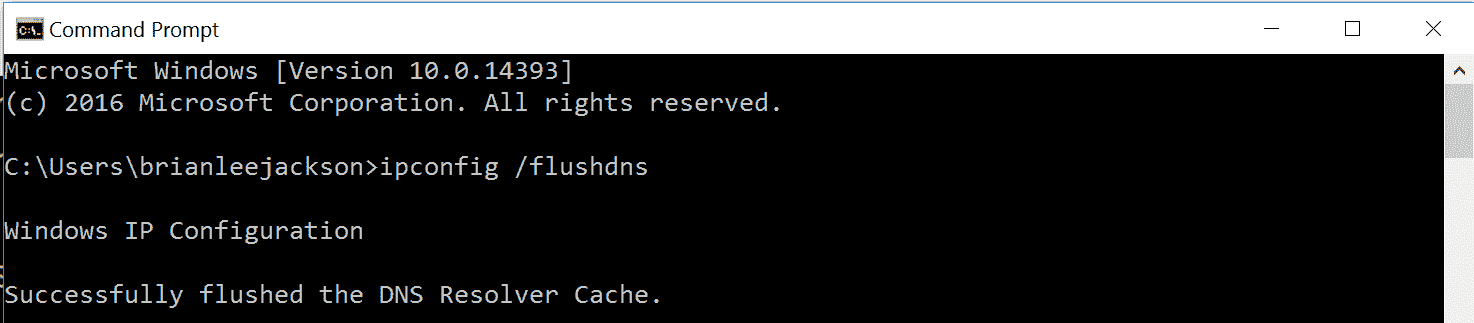 Command Prompt
Microsoft Windows [Version 10.0.14393]
(c) 2016 Microsoft Corporation. All rights reserved.
C:\Users\brianleejackson>ipconfig /flushdns
Windows IP Configuration
Successfully flushed the DNS Resolver Cache.